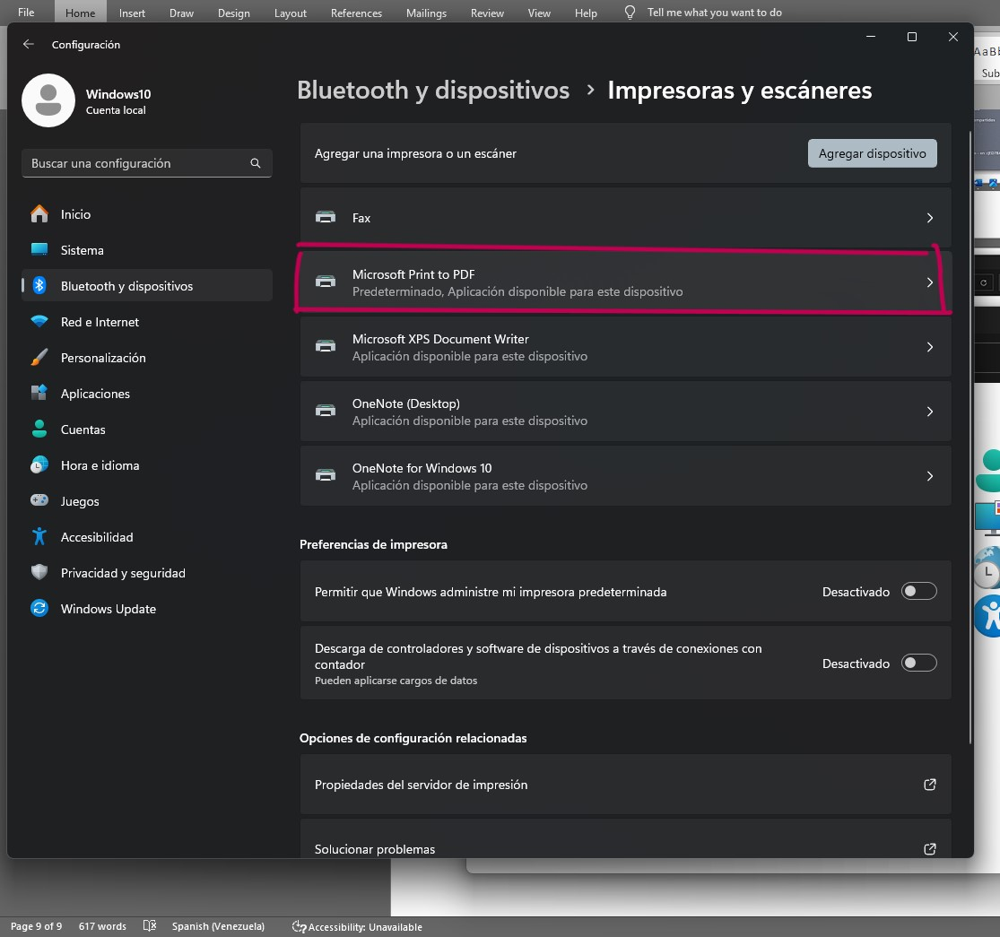 File Home Insert Draw Design Layout References Mailings Review View Help Tell me what you want to do
Configuración
Windows10
Cuenta local
Buscar una configuración
Inicio
Sistema
Bluetooth y dispositivos
Red e Internet
Personalización
Aplicaciones
Cuentas
Hora e idioma
Juegos
Accesibilidad
Privacidad y seguridad
Windows Update
Bluetooth y dispositivos > Impresoras y escáneres
Agregar una impresora o un escáner Agregar dispositivo
Fax
Microsoft Print to PDF
Predeterminado, Aplicación disponible para este dispositivo
Microsoft XPS Document Writer
Aplicación disponible para este dispositivo
OneNote (Desktop)
Aplicación disponible para este dispositivo
OneNote for Windows 10
Aplicación disponible para este dispositivo
Preferencias de impresora
Permitir que Windows administre mi impresora predeterminada Desactivado
Descarga de controladores y software de dispositivos a través de conexiones con
contador
Pueden aplicarse cargos de datos
Desactivado
Opciones de configuración relacionadas
Propiedades del servidor de impresión
Solucionar problemas
AaBb
Sub
Page 9 of 9 617 words Spanish (Venezuela) Accessibility: Unavailable